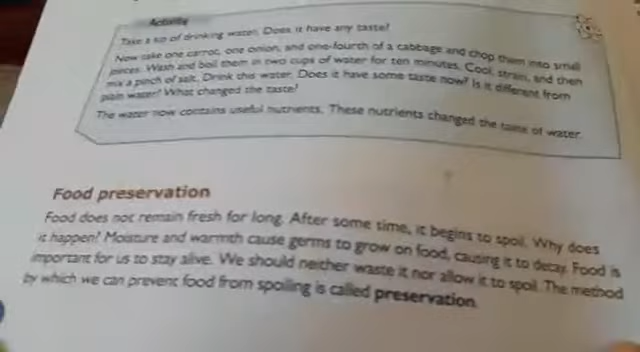 Activity
Take a sip of drinking water. Does it have any taste?
Now take one carrot, one onion, and one-fourth of a cabbage and chop them into small
pieces. Wash and boil them in two cups of water for ten minutes. Cool, strain, and then
mix a pinch of salt. Drink this water. Does it have some taste now? Is it different from
plain water? What changed the taste?
The water now contains useful nutrients. These nutrients changed the taste of water.
Food preservation
Food does not remain fresh for long. After some time, it begins to spoil. Why does
it happen? Moisture and warmth cause germs to grow on food, causing it to decay. Food is
important for us to stay alive. We should neither waste it nor allow it to spoil. The method
by which we can prevent food from spoiling is called preservation.